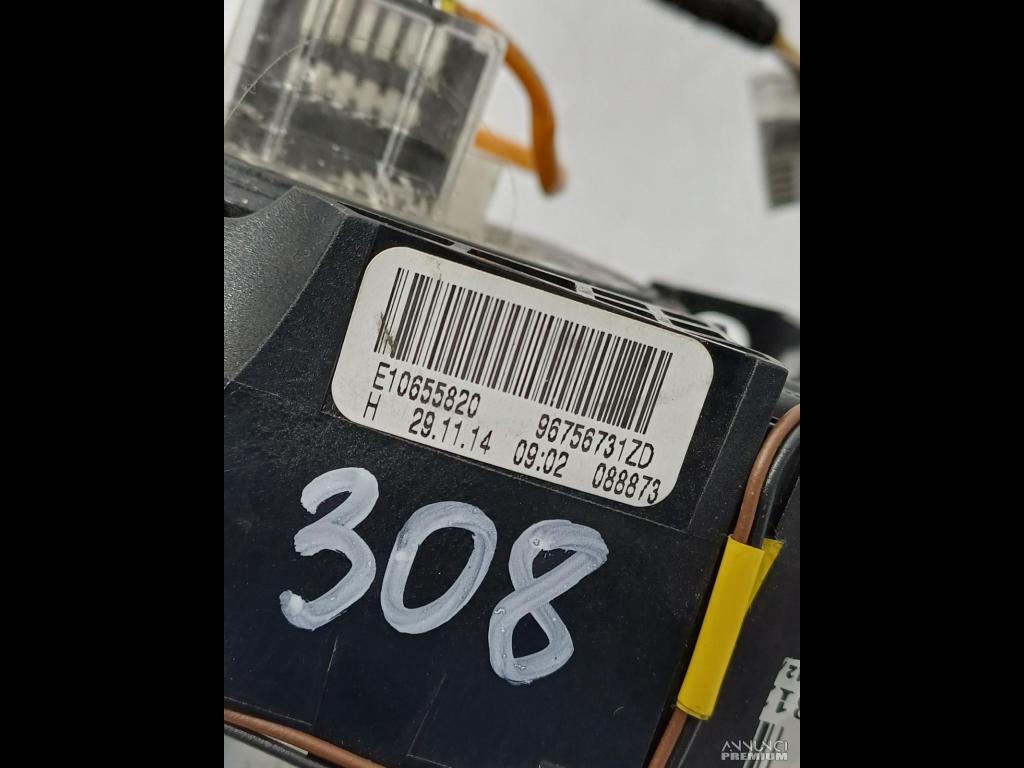 E10655820 96756731ZD
H 29.11.14 09:02 088873
308
ANNUNCI
PREMIUM